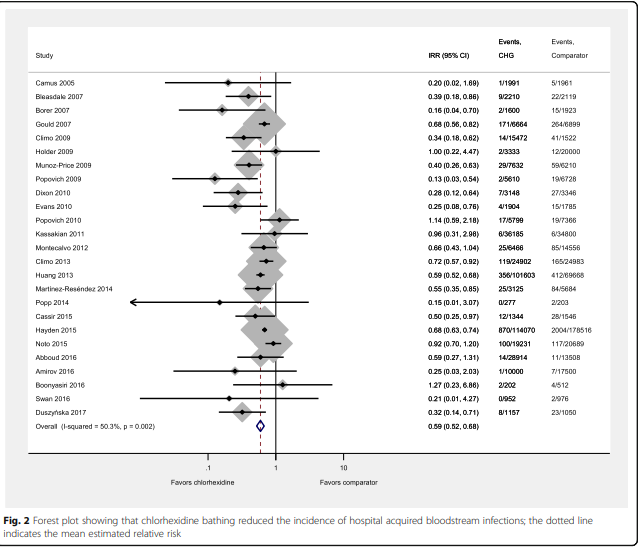 Events, Events,
Study IRR (95% CI) CHG Comparator
Camus 2005 0.20 (0.02, 1.69) 1/1991 5/1961
Bleasdale 2007 0.39 (0.18, 0.86) 9/2210 22/2119
Borer 2007 0.16 (0.04, 0.70) 2/1600 15/1923
Gould 2007 0.68 (0.56, 0.82) 171/6664 264/6899
Climo 2009 0.34 (0.18, 0.62) 14/15472 41/1522
Holder 2009 1.00 (0.22, 4.47) 2/3333 12/20000
Munoz-Price 2009 0.40 (0.26, 0.63) 29/7632 59/6210
Popovich 2009 0.13 (0.03, 0.54) 2/5610 19/6728
Dixon 2010 0.28 (0.12, 0.64) 7/3148 27/3346
Evans 2010 0.25 (0.08, 0.76) 4/1904 15/1785
Popovich 2010 1.14 (0.59, 2.18) 17/5799 19/7366
Kassakian 2011 0.96 (0.31, 2.98) 6/36185 6/34800
Montecalvo 2012 0.66 (0.43, 1.04) 25/6466 85/14556
Climo 2013 0.72 (0.57, 0.92) 119/24902 165/24983
Huang 2013 0.59 (0.52, 0.68) 356/101603 412/69668
Martínez-Reséndez 2014 0.55 (0.35, 0.85) 25/3125 84/5684
Popp 2014 0.15 (0.01, 3.07) 0/277 2/203
Cassir 2015 0.50 (0.25, 0.97) 12/1344 28/1546
Hayden 2015 0.68 (0.63, 0.74) 870/114070 2004/178516
Noto 2015 0.92 (0.70, 1.20) 100/19231 117/20689
Abboud 2016 0.59 (0.27, 1.31) 14/28914 11/13508
Amirov 2016 0.25 (0.03, 2.03) 1/10000 7/17500
Boonyasiri 2016 1.27 (0.23, 6.86) 2/202 4/512
Swan 2016 0.21 (0.01, 4.27) 0/952 2/976
Duszyńska 2017 0.32 (0.14, 0.71) 8/1157 23/1050
Overall (I-squared = 50.3%, p = 0.002) 0.59 (0.52, 0.68)
.1 1 10
Favors chlorhexidine Favors comparator
Fig. 2 Forest plot showing that chlorhexidine bathing reduced the incidence of hospital acquired bloodstream infections; the dotted line
indicates the mean estimated relative risk